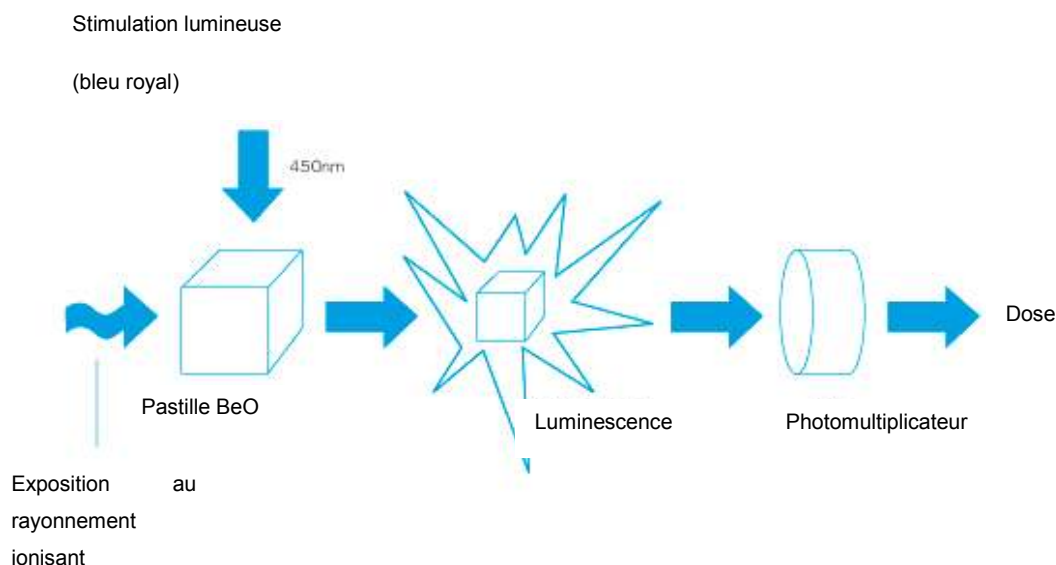 Stimulation lumineuse
(bleu royal)
450nm
Dose
Pastille BeO
Luminescence
Photomultiplicateur
Exposition au
rayonnement
ionisant